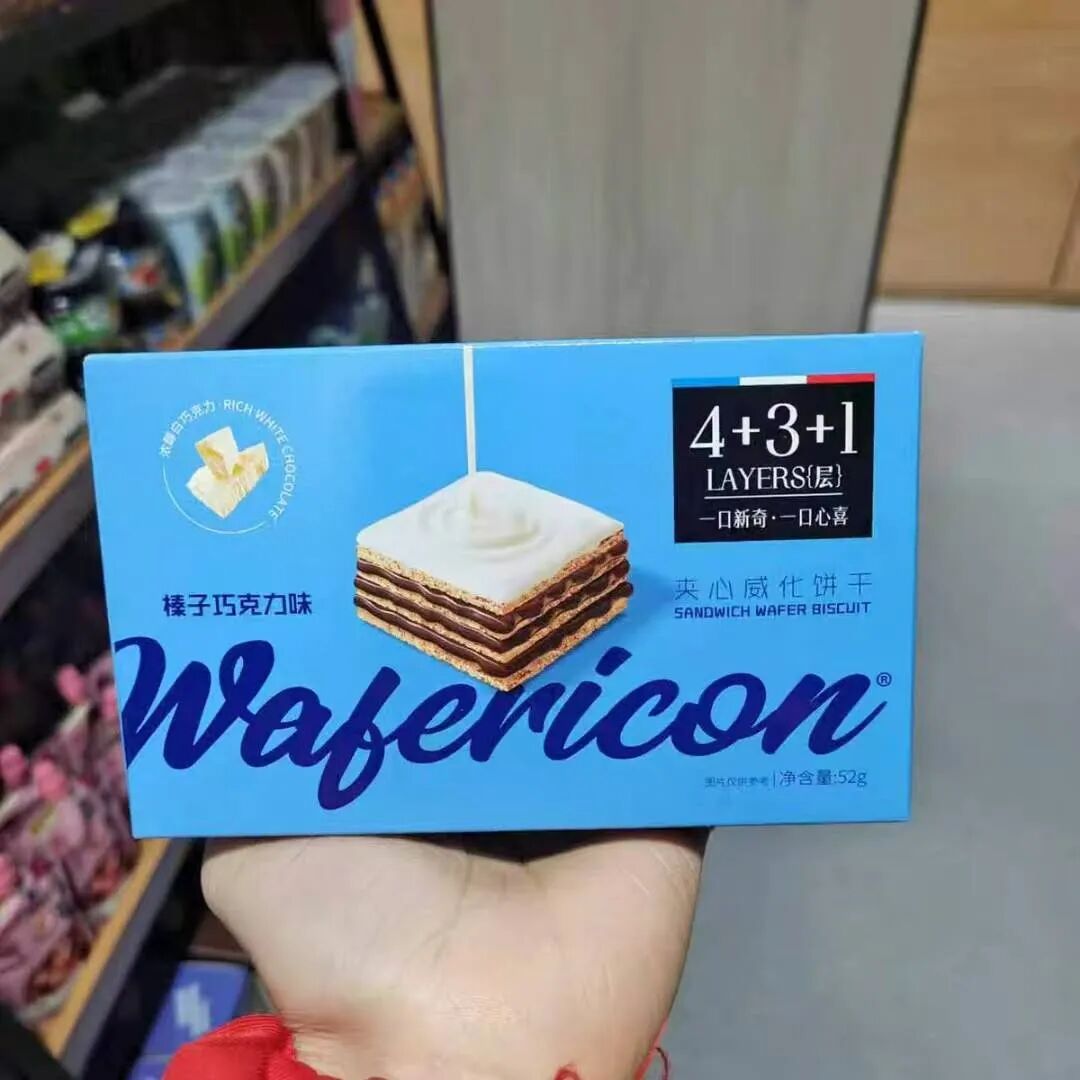 浓醇白巧克力·RICH WHITE CHOCOLATE
4+3+1
LAYERS{层}
一口新奇·一口心喜
榛子巧克力味
夹心威化饼干
SANDWICH WAFER BISCUIT
Wafericon®
图片仅供参考|净含量:52g